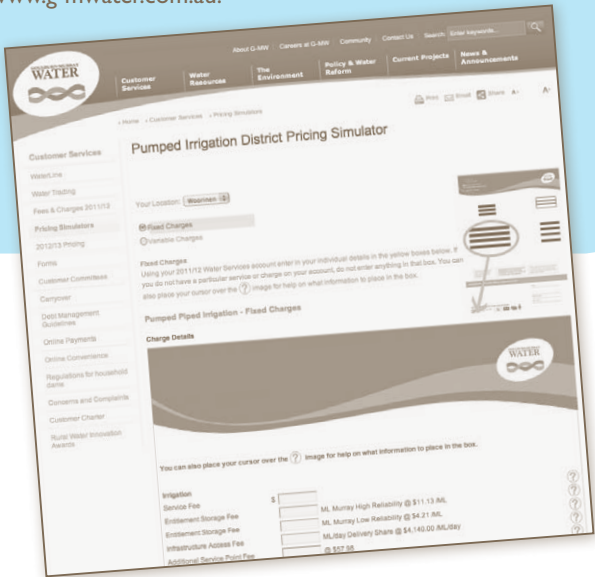 www.g-mwater.com.au.
GOULBURN-MURRAY
WATER
About G-MW Careers at G-MW Community Contact Us Search: Enter keywords...
Customer Services
Water Resources
The Environment
Policy & Water Reform
Current Projects
News & Announcements
Home Customer Services Pricing Simulators
Print Email Share A- A+
Customer Services
WaterLine
Water Trading
Fees & Charges 2011/12
Pricing Simulators
2012/13 Pricing
Forms
Customer Committees
Carryover
Debt Management
Guidelines
Online Payments
Online Convenience
Regulations for household
dams
Concerns and Complaints
Customer Charter
Rural Water Innovation
Awards
Pumped Irrigation District Pricing Simulator
Your Location: Woorinen
Fixed Charges
Variable Charges
Fixed Charges
Using your 2011/12 Water Services account enter in your individual details in the yellow boxes below. If
you do not have a particular service or charge on your account, do not enter anything in that box. You can
also place your cursor over the ? image for help on what information to place in the box.
Pumped Piped Irrigation - Fixed Charges
Charge Details
WATER
You can also place your cursor over the ? image for help on what information to place in the box.
Irrigation
Service Fee $
Entitlement Storage Fee ML Murray High Reliability @ $11.13 /ML
Entitlement Storage Fee ML Murray Low Reliability @ $4.21 /ML
Infrastructure Access Fee ML/day Delivery Share @ $4,140.00 /ML/day
Additional Service Point Fee @ $57.98
?
?
?
?
?